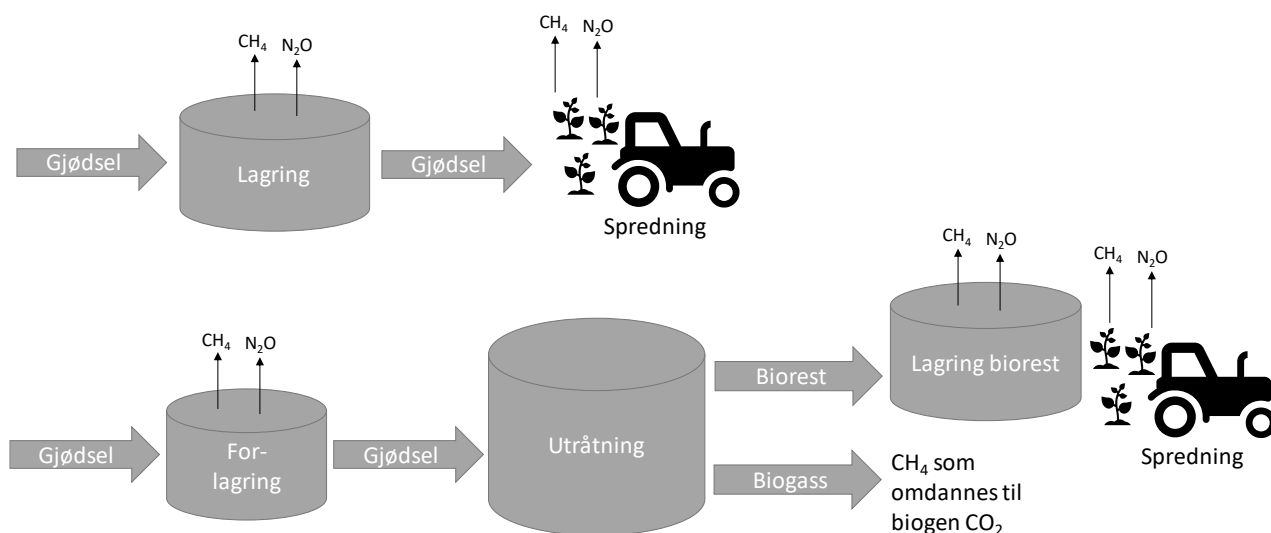 CH₄ N₂O
CH₄ N₂O
Gjødsel
Lagring
Gjødsel
Spredning
CH₄ N₂O
CH₄ N₂O
CH₄ N₂O
Gjødsel
For-
lagring
Gjødsel
Utråtning
Biorest
Lagring biorest
Spredning
Biogass
CH₄ som
omdannes til
biogen CO₂